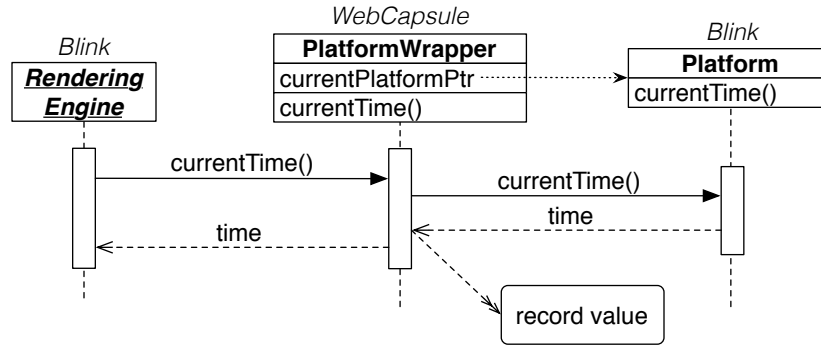 WebCapsule
Blink
Blink
PlatformWrapper
Rendering
Engine
currentPlatformPtr
Platform
currentTime()
currentTime()
currentTime()
currentTime()
time
time
record value